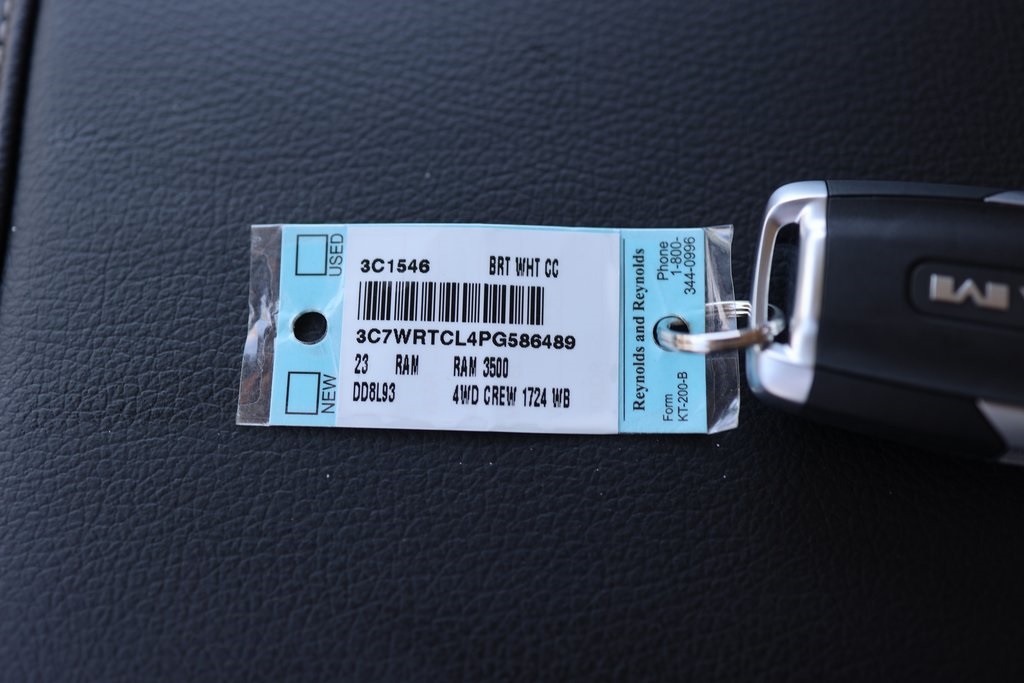 USED
NEW
3C1546 BRT WHT CC
3C7WRTCL4PG586489
23 RAM RAM 3500
DD8L93 4WD CREW 1724 WB
Reynolds and Reynolds
Phone
1-800-
344-0996
Form
KT-200-B